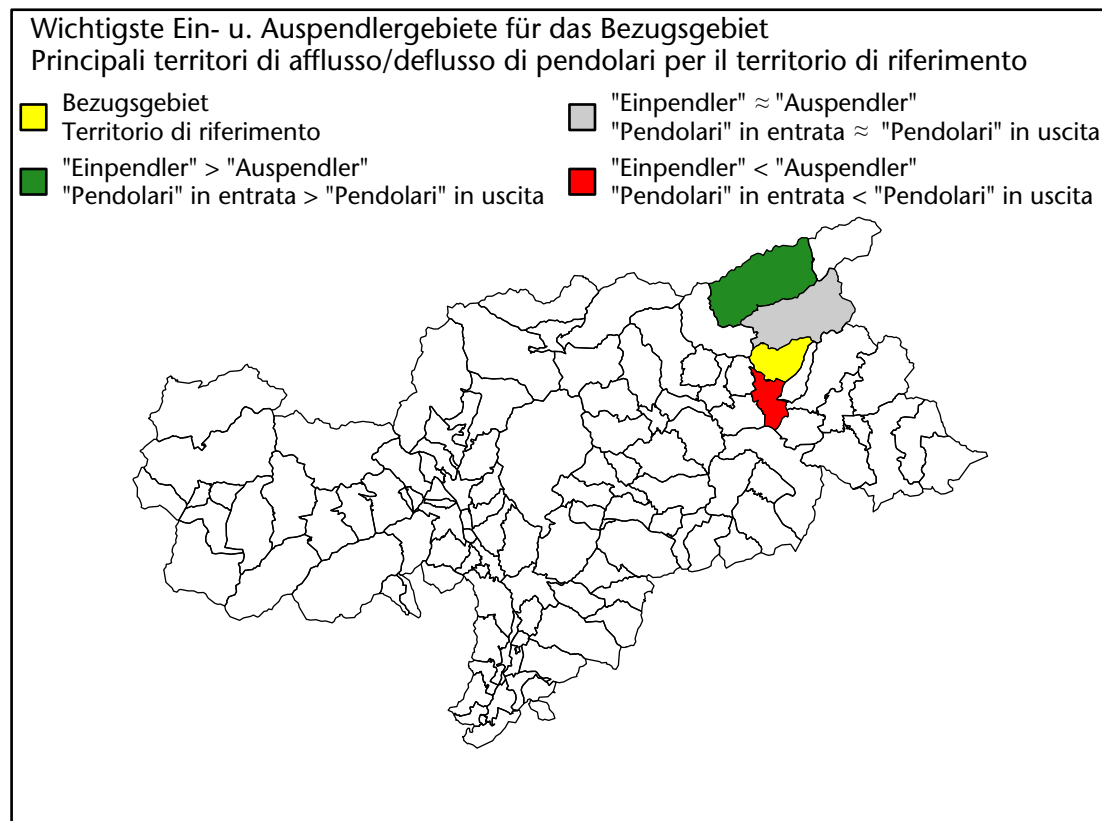 Wichtigste Ein- u. Auspendlergebiete für das Bezugsgebiet
Principali territori di afflusso/deflusso di pendolari per il territorio di riferimento
Bezugsgebiet
Territorio di riferimento
"Einpendler" > "Auspendler"
"Pendolari" in entrata > "Pendolari" in uscita
"Einpendler" ≈ "Auspendler"
"Pendolari" in entrata ≈ "Pendolari" in uscita
"Einpendler" < "Auspendler"
"Pendolari" in entrata < "Pendolari" in uscita